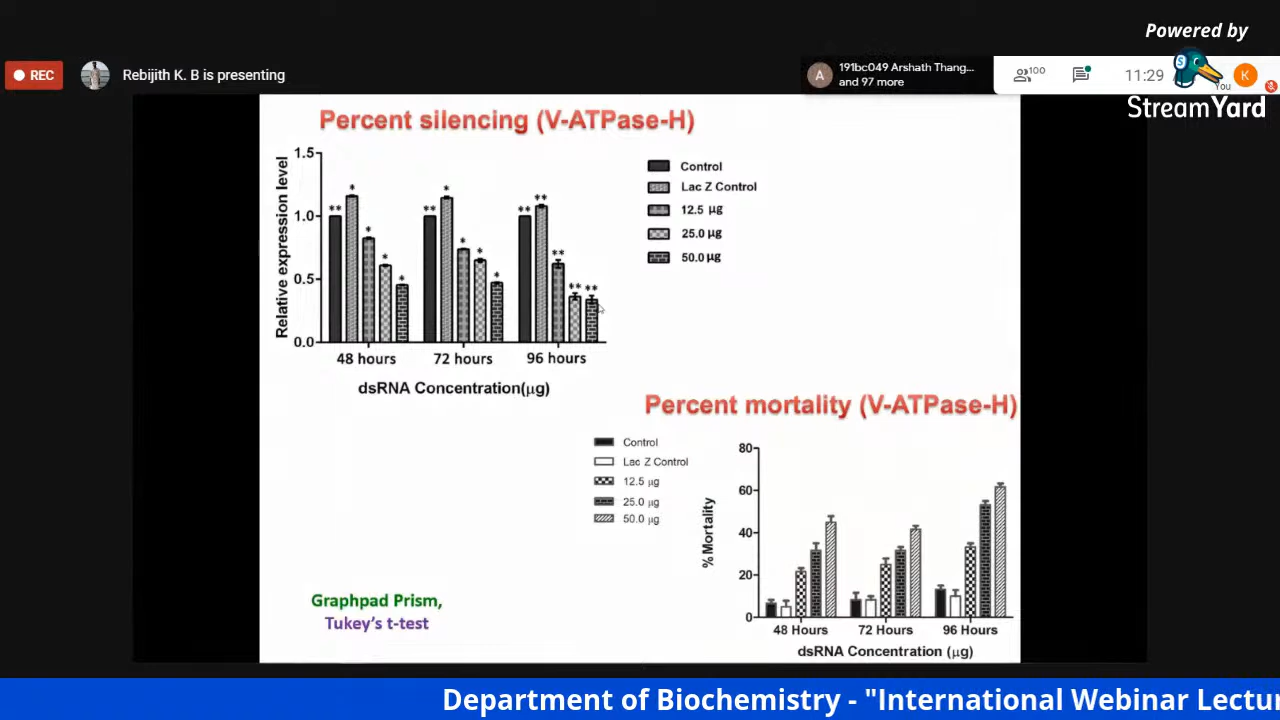 Powered by
StreamYard
REC
Rebijith K. B is presenting
A
191bc049 Arshath Thang...
and 97 more
100
11:29
You
K
Percent silencing (V-ATPase-H)
Relative expression level
1.5
1.0
0.5
0.0
** * * * *
** * * * *
** ** ** ** **
48 hours
72 hours
96 hours
dsRNA Concentration(µg)
Control
Lac Z Control
12.5 µg
25.0 µg
50.0 µg
Percent mortality (V-ATPase-H)
Control
Lac Z Control
12.5 µg
25.0 µg
50.0 µg
% Mortality
80
60
40
20
0
48 Hours
72 Hours
96 Hours
dsRNA Concentration (µg)
Graphpad Prism,
Tukey's t-test
Department of Biochemistry - "International Webinar Lectu